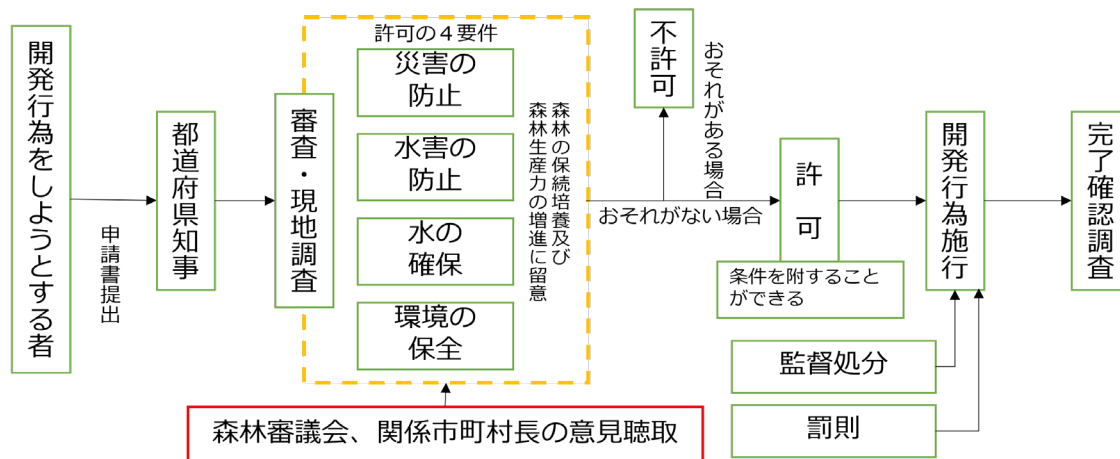 開発行為をしようとする者
申請書提出
都道府県知事
審査・現地調査
許可の４要件
災害の
防止
水害の
防止
水の
確保
環境の
保全
森林の保続培養及び
森林生産力の増進に留意
森林審議会、関係市町村長の意見聴取
不許可
おそれがある場合
おそれがない場合
許可
条件を附すること
ができる
開発行為施行
監督処分
罰則
完了確認調査